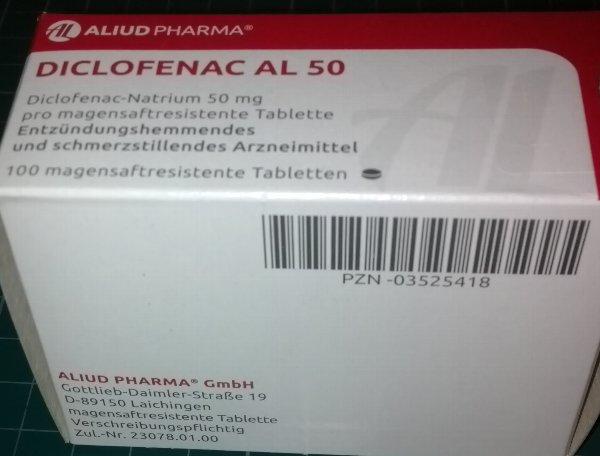 AL ALIUD PHARMA®
DICLOFENAC AL 50
Diclofenac-Natrium 50 mg
pro magensaftresistente Tablette
Entzündungshemmendes
und schmerzstillendes Arzneimittel
100 magensaftresistente Tabletten
AL
PZN -03525418
ALIUD PHARMA® GmbH
Gottlieb-Daimler-Straße 19
D-89150 Laichingen
magensaftresistente Tablette
Verschreibungspflichtig
Zul.-Nr. 23078.01.00